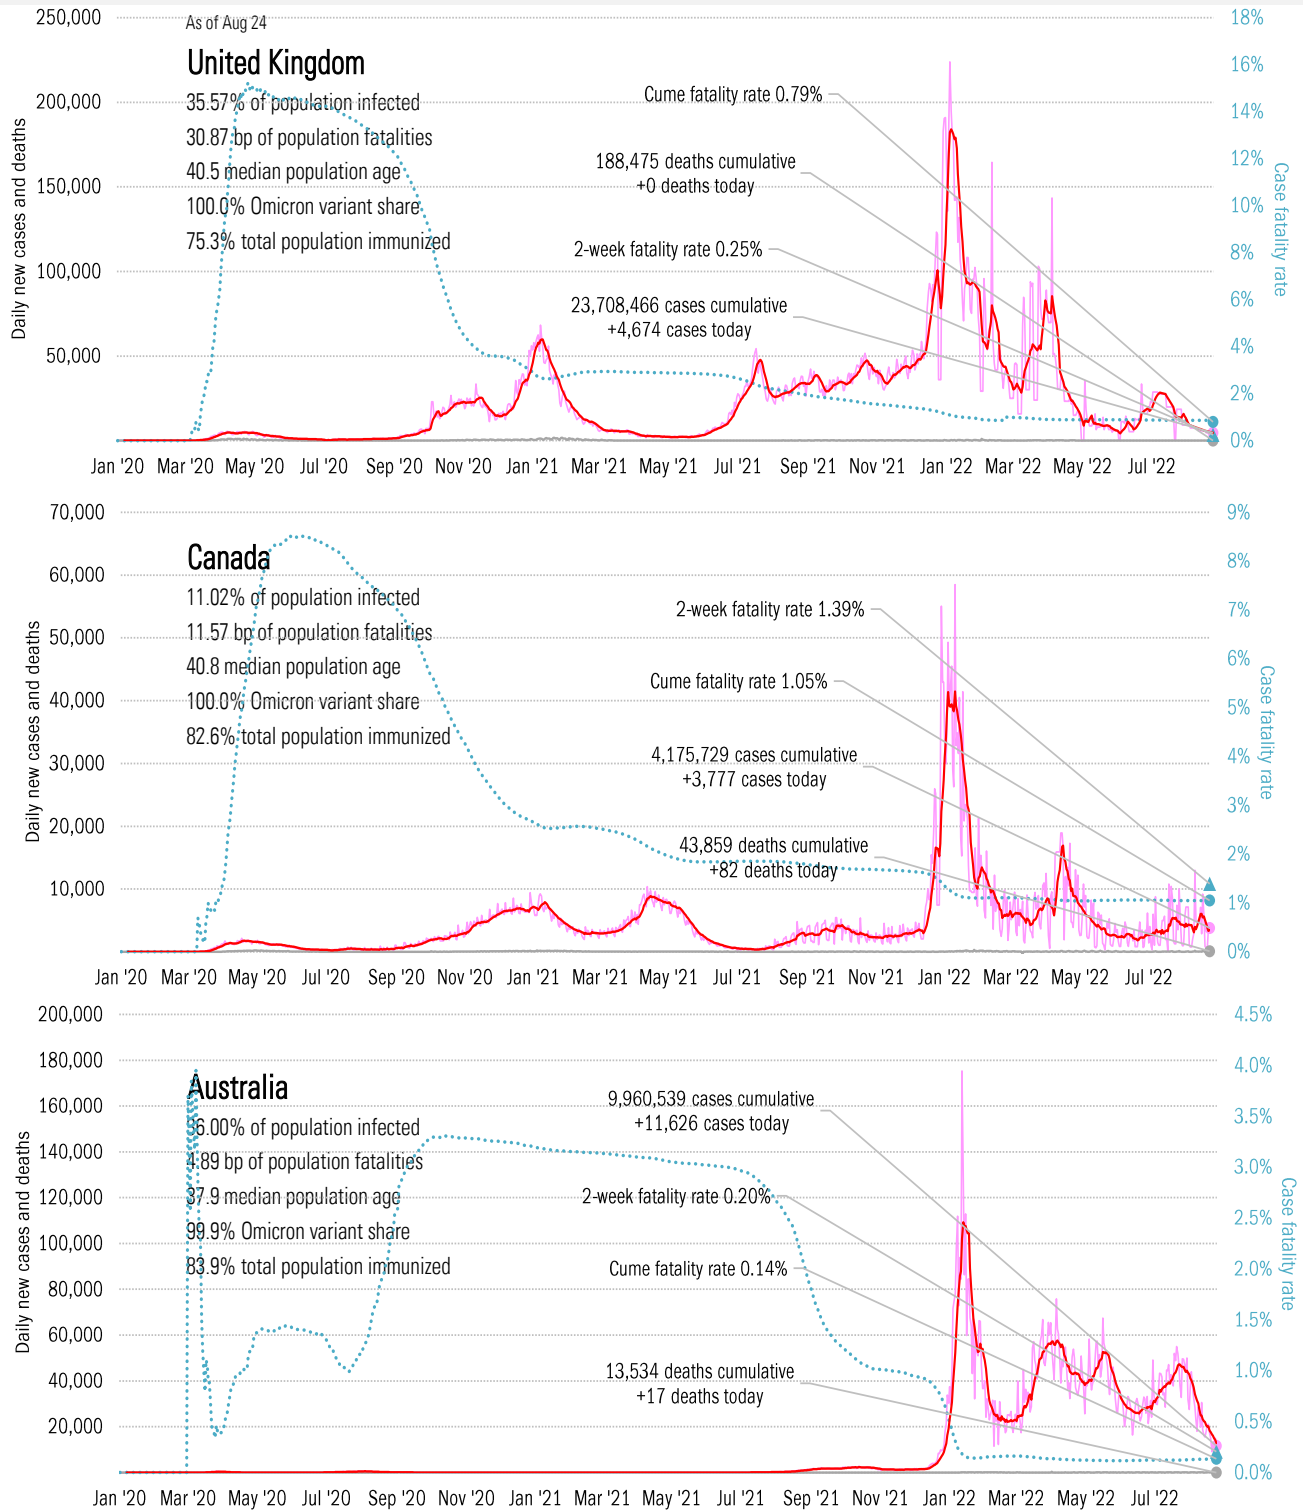 As of Aug 24
United Kingdom
35.57% of population infected
30.87 bp of population fatalities
40.5 median population age
100.0% Omicron variant share
75.3% total population immunized
Cume fatality rate 0.79%
188,475 deaths cumulative
+0 deaths today
2-week fatality rate 0.25%
23,708,466 cases cumulative
+4,674 cases today
Daily new cases and deaths
250,000
200,000
150,000
100,000
50,000
Case fatality rate
18%
16%
14%
12%
10%
8%
6%
4%
2%
0%
Jan '20 Mar '20 May '20 Jul '20 Sep '20 Nov '20 Jan '21 Mar '21 May '21 Jul '21 Sep '21 Nov '21 Jan '22 Mar '22 May '22 Jul '22
Canada
11.02% of population infected
11.57 bp of population fatalities
40.8 median population age
100.0% Omicron variant share
82.6% total population immunized
2-week fatality rate 1.39%
Cume fatality rate 1.05%
4,175,729 cases cumulative
+3,777 cases today
43,859 deaths cumulative
+82 deaths today
Daily new cases and deaths
70,000
60,000
50,000
40,000
30,000
20,000
10,000
Case fatality rate
9%
8%
7%
6%
5%
4%
3%
2%
1%
0%
Jan '20 Mar '20 May '20 Jul '20 Sep '20 Nov '20 Jan '21 Mar '21 May '21 Jul '21 Sep '21 Nov '21 Jan '22 Mar '22 May '22 Jul '22
Australia
36.00% of population infected
4.89 bp of population fatalities
37.9 median population age
99.9% Omicron variant share
83.9% total population immunized
9,960,539 cases cumulative
+11,626 cases today
2-week fatality rate 0.20%
Cume fatality rate 0.14%
13,534 deaths cumulative
+17 deaths today
Daily new cases and deaths
200,000
180,000
160,000
140,000
120,000
100,000
80,000
60,000
40,000
20,000
Case fatality rate
4.5%
4.0%
3.5%
3.0%
2.5%
2.0%
1.5%
1.0%
0.5%
0.0%
Jan '20 Mar '20 May '20 Jul '20 Sep '20 Nov '20 Jan '21 Mar '21 May '21 Jul '21 Sep '21 Nov '21 Jan '22 Mar '22 May '22 Jul '22